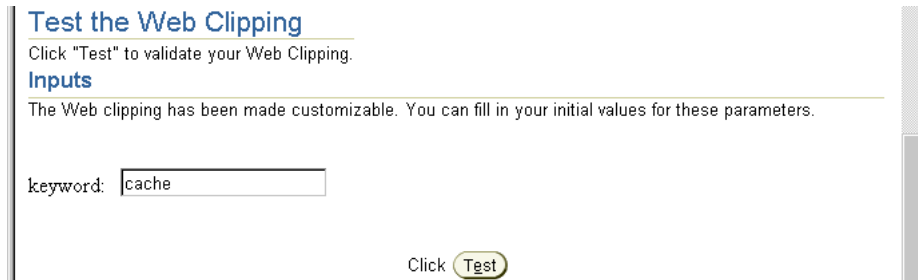 Test the Web Clipping
Click "Test" to validate your Web Clipping.
Inputs
The Web clipping has been made customizable. You can fill in your initial values for these parameters.
keyword: cache
Click Test